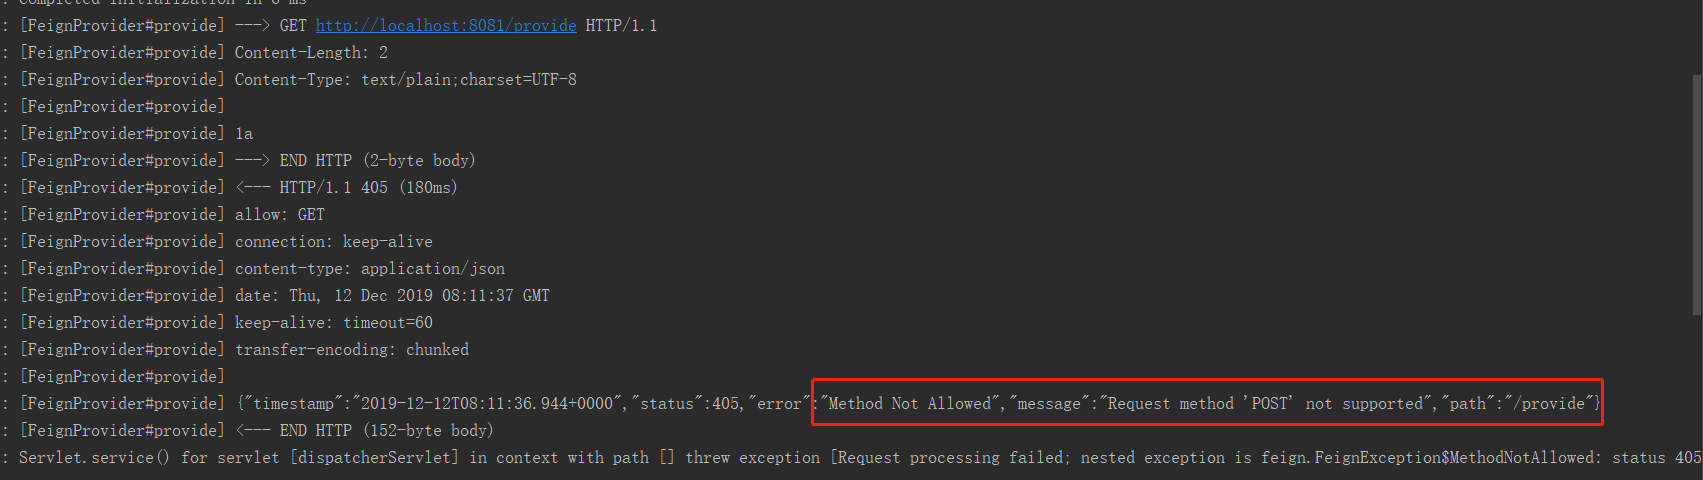 : Completed initialization in 6 ms
: [FeignProvider#provide] ---> GET http://localhost:8081/provide HTTP/1.1
: [FeignProvider#provide] Content-Length: 2
: [FeignProvider#provide] Content-Type: text/plain;charset=UTF-8
: [FeignProvider#provide]
: [FeignProvider#provide] 1a
: [FeignProvider#provide] ---> END HTTP (2-byte body)
: [FeignProvider#provide] <--- HTTP/1.1 405 (180ms)
: [FeignProvider#provide] allow: GET
: [FeignProvider#provide] connection: keep-alive
: [FeignProvider#provide] content-type: application/json
: [FeignProvider#provide] date: Thu, 12 Dec 2019 08:11:37 GMT
: [FeignProvider#provide] keep-alive: timeout=60
: [FeignProvider#provide] transfer-encoding: chunked
: [FeignProvider#provide]
: [FeignProvider#provide] {"timestamp":"2019-12-12T08:11:36.944+0000","status":405,"error":"Method Not Allowed","message":"Request method 'POST' not supported","path":"/provide"}
: [FeignProvider#provide] <--- END HTTP (152-byte body)
: Servlet.service() for servlet [dispatcherServlet] in context with path [] threw exception [Request processing failed; nested exception is feign.FeignException$MethodNotAllowed: status 405